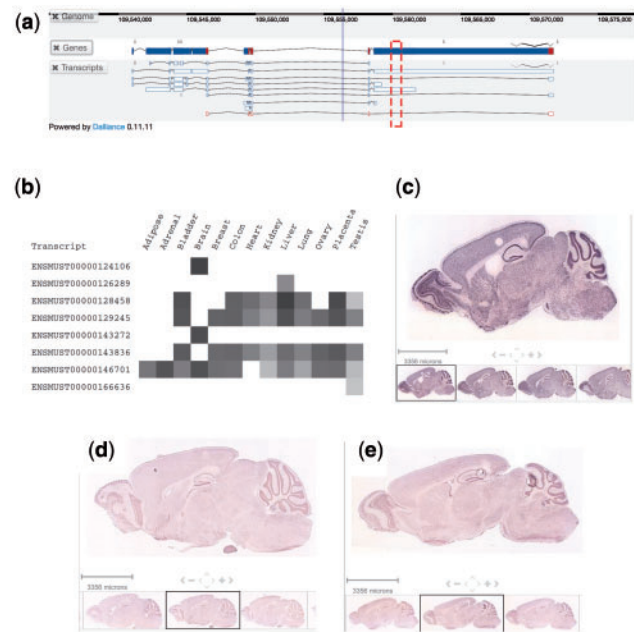 (a)
109,540,000 109,545,000 109,550,000 109,555,000 109,560,000 109,565,000 109,570,000 109,575,000
✖ Genome
✖ Genes
✖ Transcripts
Powered by Dalliance 0.11.11
(b)
Transcript Adipose Adrenal Bladder Brain Breast Colon Heart Kidney Liver Lung Ovary Placenta Testis
ENSMUST00000124106
ENSMUST00000126289
ENSMUST00000128458
ENSMUST00000129245
ENSMUST00000143272
ENSMUST00000143836
ENSMUST00000146701
ENSMUST00000166636
(c)
3356 microns
(d)
3356 microns
(e)
3356 microns